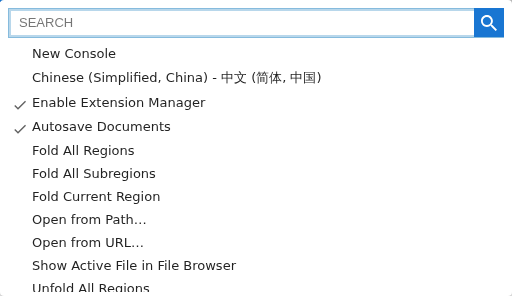 SEARCH
New Console
Chinese (Simplified, China) - 中文 (简体, 中国)
Enable Extension Manager
Autosave Documents
Fold All Regions
Fold All Subregions
Fold Current Region
Open from Path…
Open from URL…
Show Active File in File Browser
Unfold All Regions